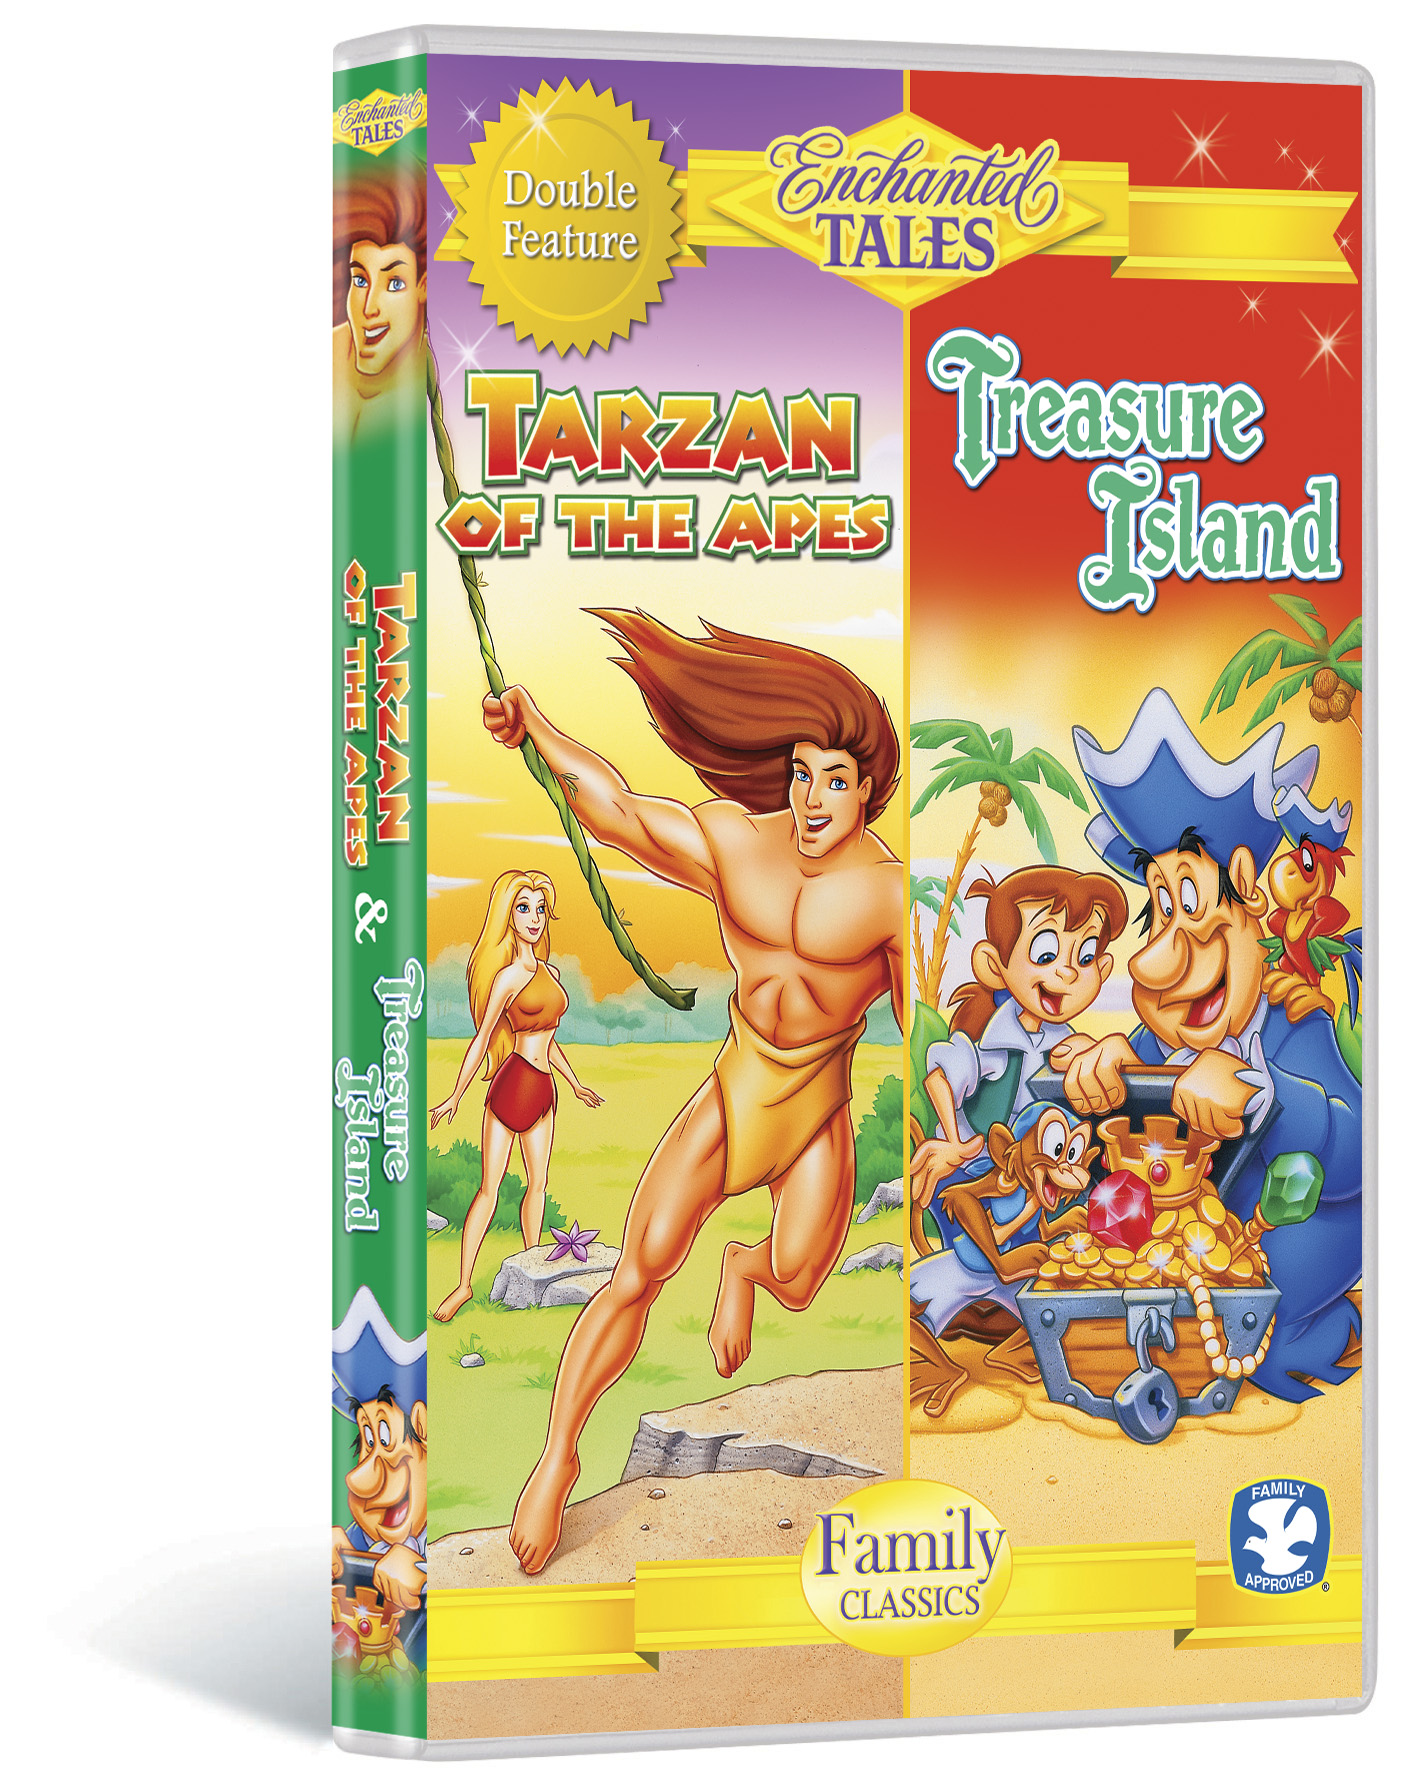 Enchanted
TALES
TARZAN
OF THE APES
&
Treasure
Island
Double
Feature
Enchanted
TALES
TARZAN
OF THE APES
Treasure
Island
Family
CLASSICS
FAMILY
APPROVED
®